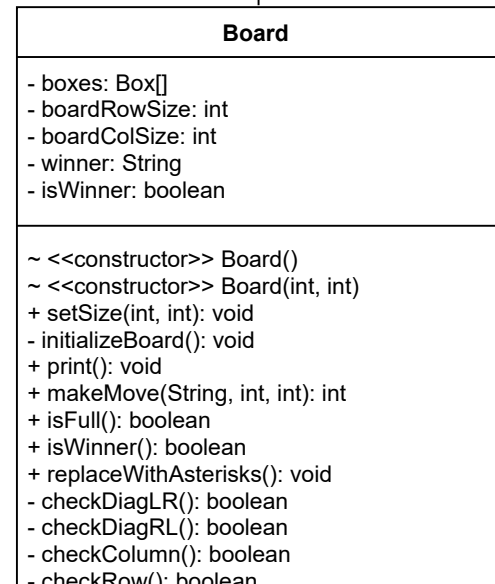 Board
- boxes: Box[]
- boardRowSize: int
- boardColSize: int
- winner: String
- isWinner: boolean
~ <<constructor>> Board()
~ <<constructor>> Board(int, int)
+ setSize(int, int): void
- initializeBoard(): void
+ print(): void
+ makeMove(String, int, int): int
+ isFull(): boolean
+ isWinner(): boolean
+ replaceWithAsterisks(): void
- checkDiagLR(): boolean
- checkDiagRL(): boolean
- checkColumn(): boolean
- checkRow(): boolean